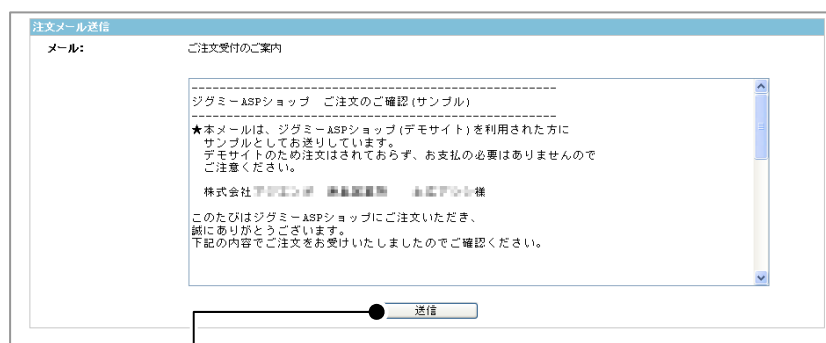 注文メール送信
メール: ご注文受付のご案内
--------------------------------------------------------
ジグミーASPショップ ご注文のご確認(サンプル)
--------------------------------------------------------
★本メールは、ジグミーASPショップ(デモサイト)を利用された方に
サンプルとしてお送りしています。
デモサイトのため注文はされておらず、お支払の必要はありませんので
ご注意ください。
株式会社 様
このたびはジグミーASPショップにご注文いただき、
誠にありがとうございます。
下記の内容でご注文をお受けいたしましたのでご確認ください。
送信